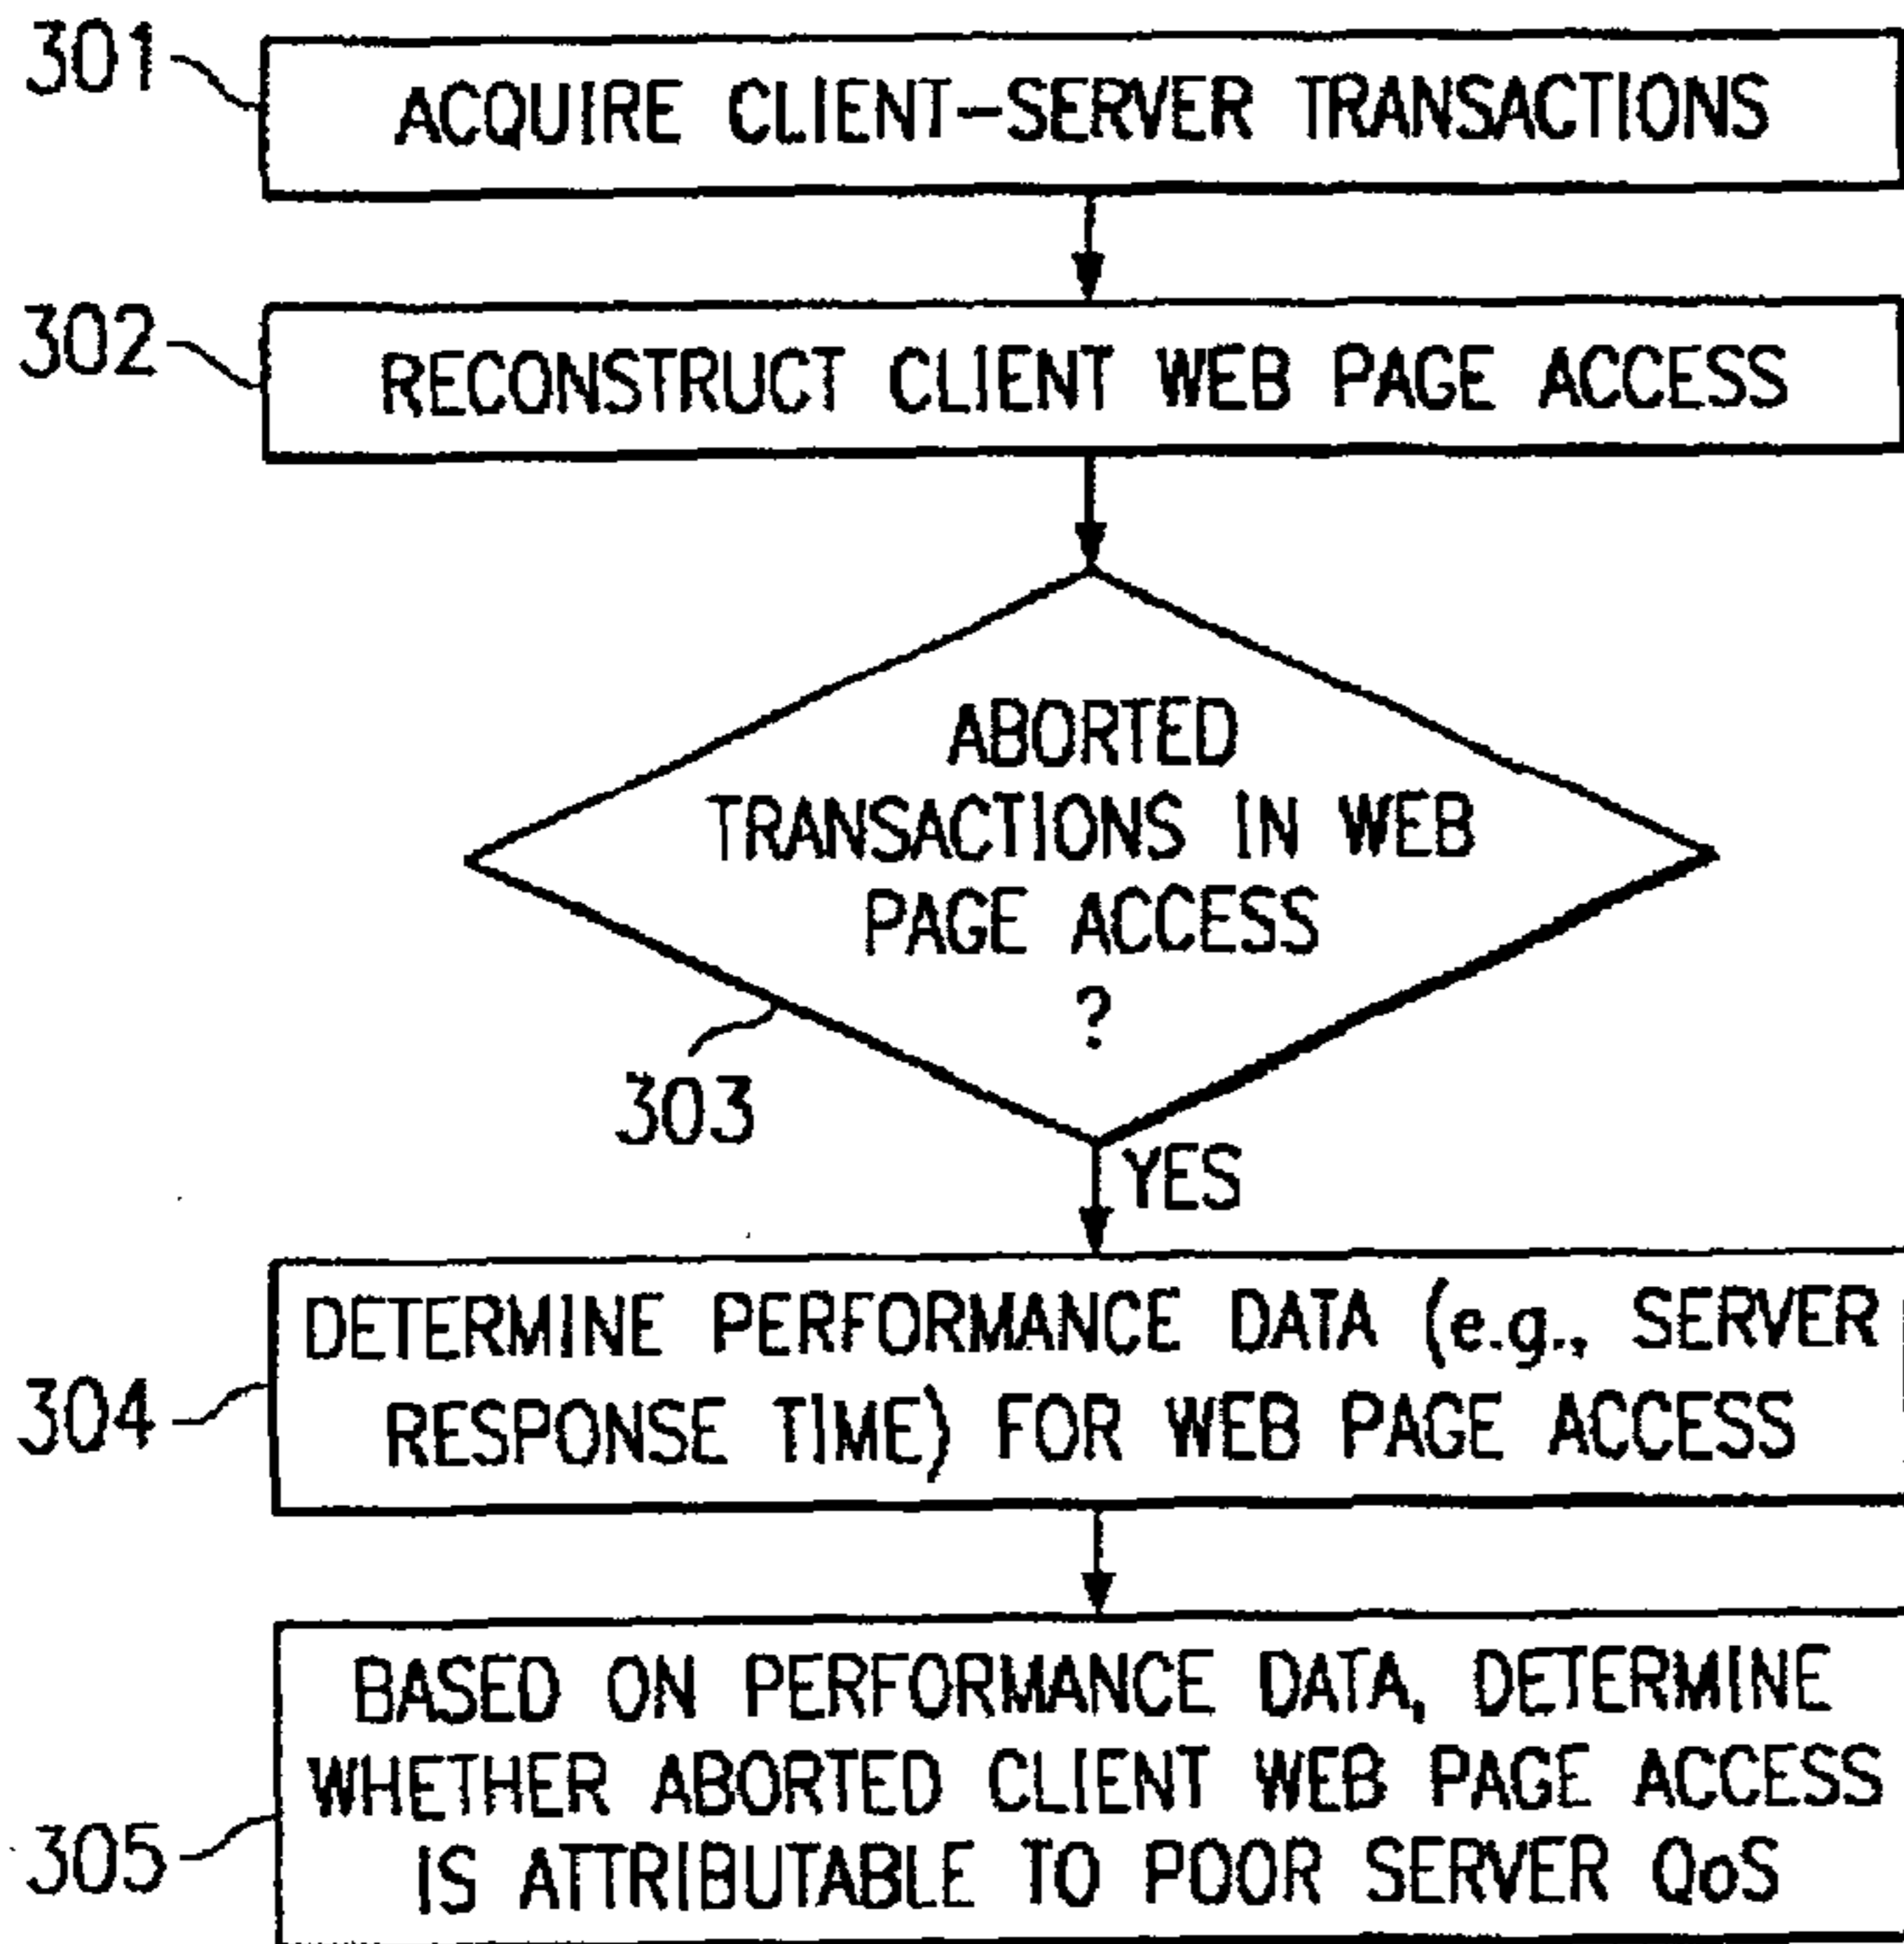 301
ACQUIRE CLIENT-SERVER TRANSACTIONS
302
RECONSTRUCT CLIENT WEB PAGE ACCESS
ABORTED
TRANSACTIONS IN WEB
PAGE ACCESS
?
303
YES
DETERMINE PERFORMANCE DATA (e.g., SERVER
304
RESPONSE TIME) FOR WEB PAGE ACCESS
BASED ON PERFORMANCE DATA, DETERMINE
WHETHER ABORTED CLIENT WEB PAGE ACCESS
305
IS ATTRIBUTABLE TO POOR SERVER QoS